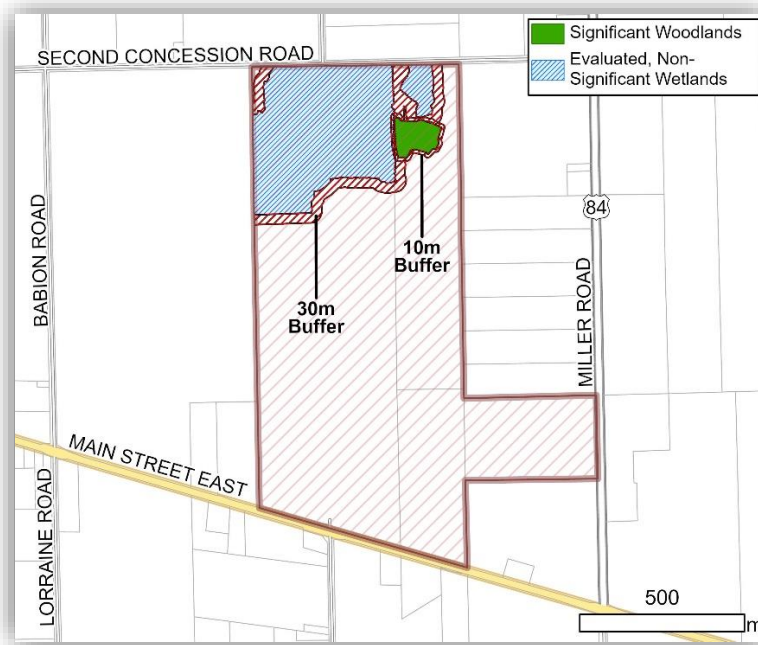 SECOND CONCESSION ROAD
Significant Woodlands
Evaluated, Non-
Significant Wetlands
BABION ROAD
84
10m
Buffer
30m
Buffer
MILLER ROAD
MAIN STREET EAST
LORRAINE ROAD
500
m